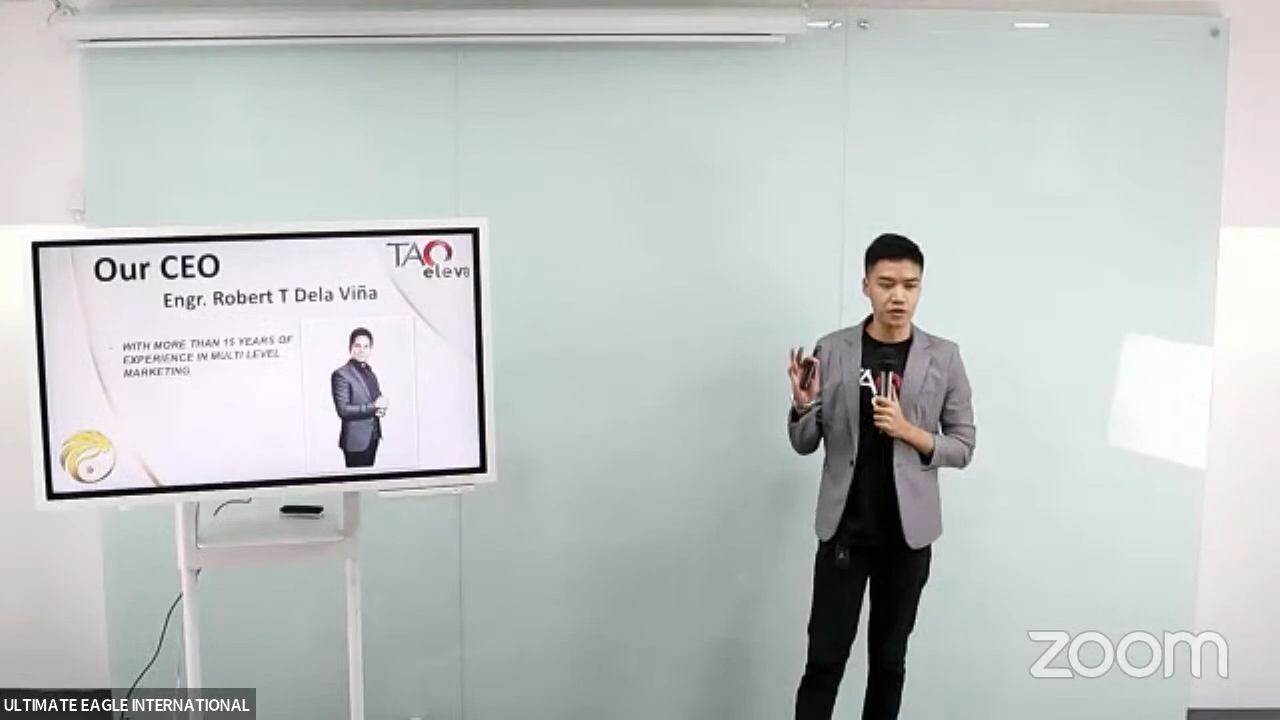 Our CEO
TAO
elev8
Engr. Robert T Dela Viña
- WITH MORE THAN 15 YEARS OF
EXPERIENCE IN MULTI LEVEL
MARKETING
TAO
zoom
ULTIMATE EAGLE INTERNATIONAL